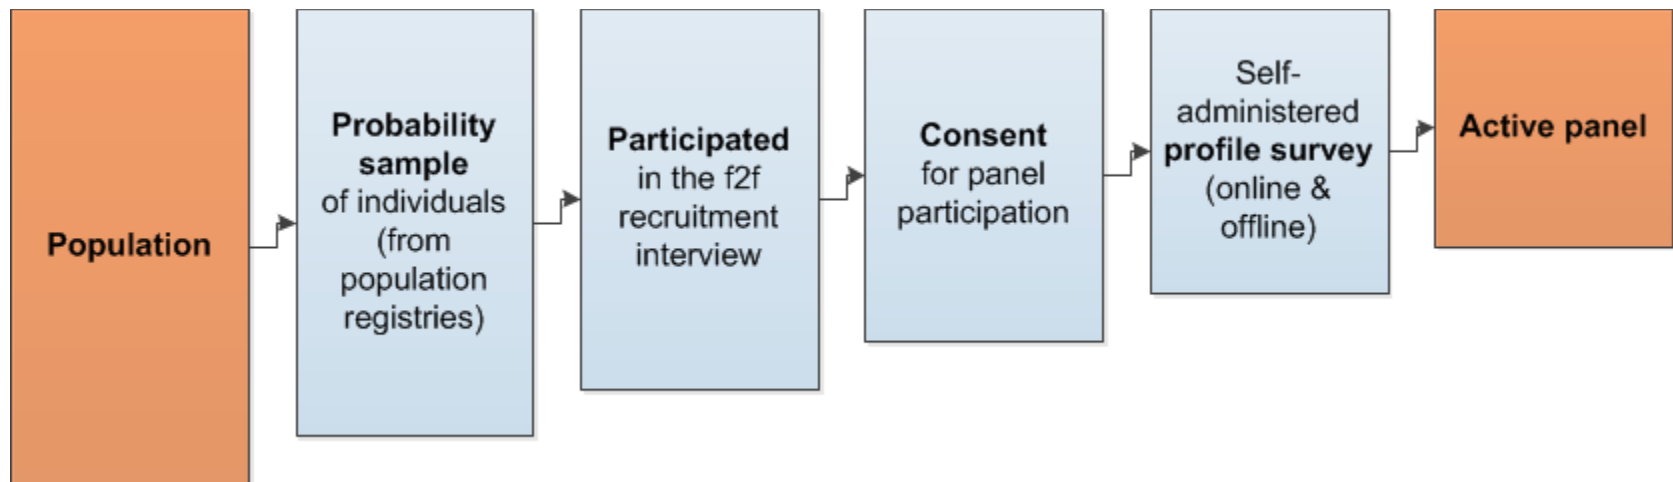 Population
Probability
sample
of individuals
(from
population
registries)
Participated
in the f2f
recruitment
interview
Consent
for panel
participation
Self-
administered
profile survey
(online &
offline)
Active panel